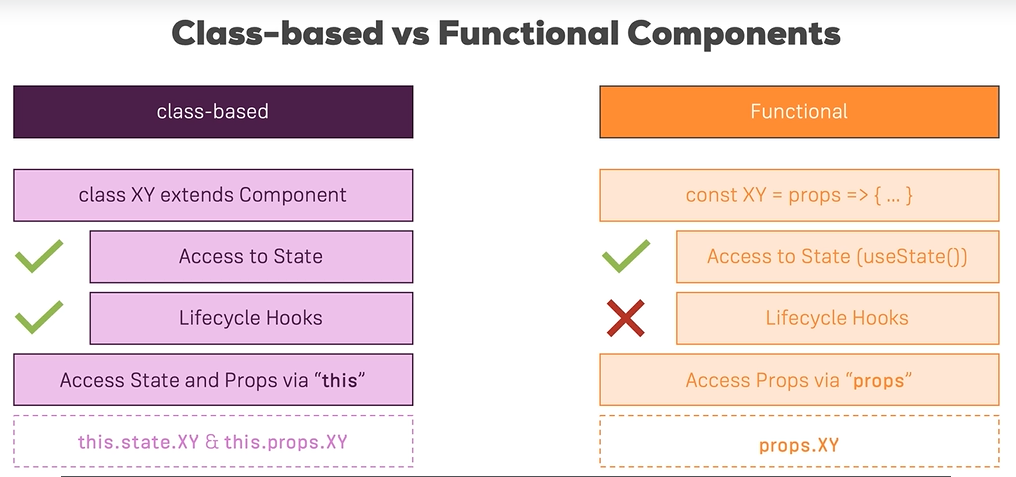 Class-based vs Functional Components
class-based
Functional
class XY extends Component
const XY = props => { ... }
Access to State
Access to State (useState())
Lifecycle Hooks
Lifecycle Hooks
Access State and Props via “this”
Access Props via “props”
this.state.XY & this.props.XY
props.XY